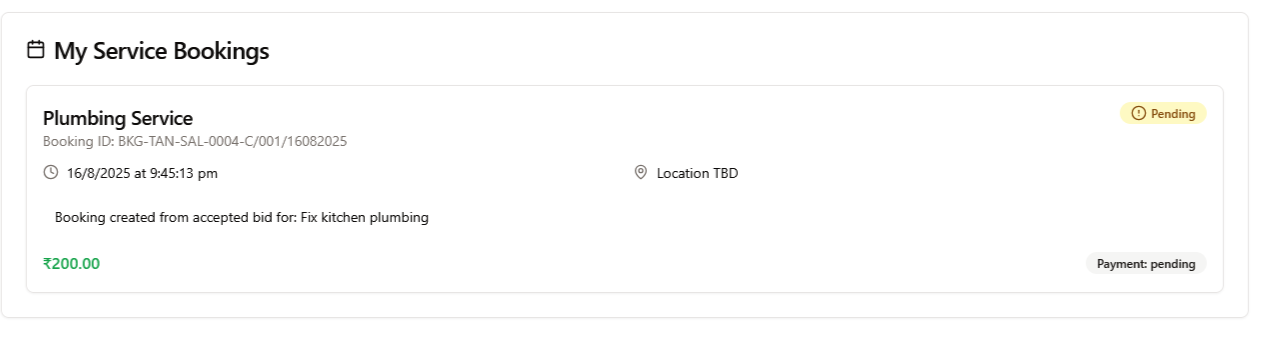 My Service Bookings
Plumbing Service
Pending
Booking ID: BKG-TAN-SAL-0004-C/001/16082025
16/8/2025 at 9:45:13 pm
Location TBD
Booking created from accepted bid for: Fix kitchen plumbing
₹200.00
Payment: pending